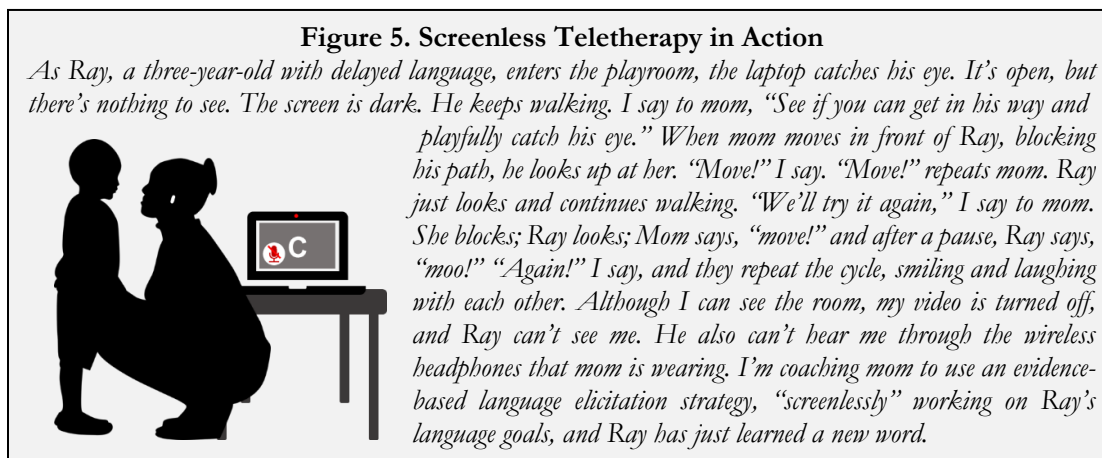 Figure 5. Screenless Teletherapy in Action
As Ray, a three-year-old with delayed language, enters the playroom, the laptop catches his eye. It’s open, but
there’s nothing to see. The screen is dark. He keeps walking. I say to mom, “See if you can get in his way and
playfully catch his eye.” When mom moves in front of Ray, blocking
his path, he looks up at her. “Move!” I say. “Move!” repeats mom. Ray
just looks and continues walking. “We’ll try it again,” I say to mom.
She blocks; Ray looks; Mom says, “move!” and after a pause, Ray says,
“moo!” “Again!” I say, and they repeat the cycle, smiling and laughing
with each other. Although I can see the room, my video is turned off,
and Ray can’t see me. He also can’t hear me through the wireless
headphones that mom is wearing. I’m coaching mom to use an evidence-
based language elicitation strategy, “screenlessly” working on Ray’s
language goals, and Ray has just learned a new word.
C